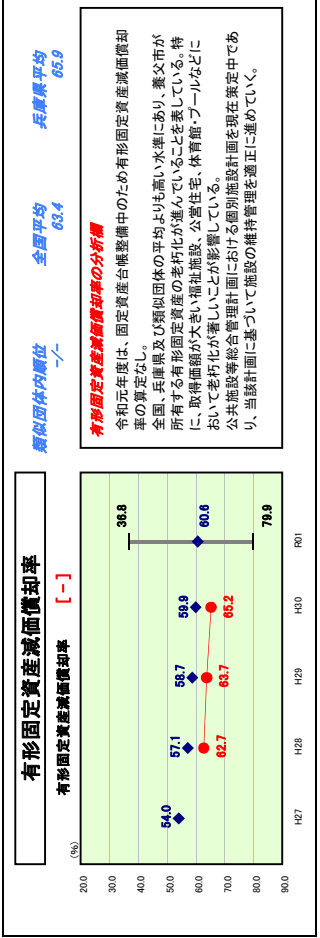 有形固定資産減価償却率
有形固定資産減価償却率 [ － ]
(%)
20.0
30.0
40.0
50.0
60.0
70.0
80.0
90.0
54.0
57.1
58.7
59.9
60.6
62.7
63.7
65.2
36.8
79.9
H27
H28
H29
H30
R01
類似団体内順位
-/-
全国平均
63.4
兵庫県平均
65.9
有形固定資産減価償却率の分析欄
令和元年度は、固定資産台帳整備中のため有形固定資産減価償却
率の算定なし。
全国、兵庫県及び類似団体の平均よりも高い水準にあり、養父市が
所有する有形固定資産の老朽化が進んでいることを表している。特
に、取得価額が大きい福祉施設、公営住宅、体育館・プールなどに
おいて老朽化が著しいことが影響している。
公共施設等総合管理計画における個別施設計画を現在策定中であ
り、当該計画に基づいて施設の維持管理を適正に進めていく。